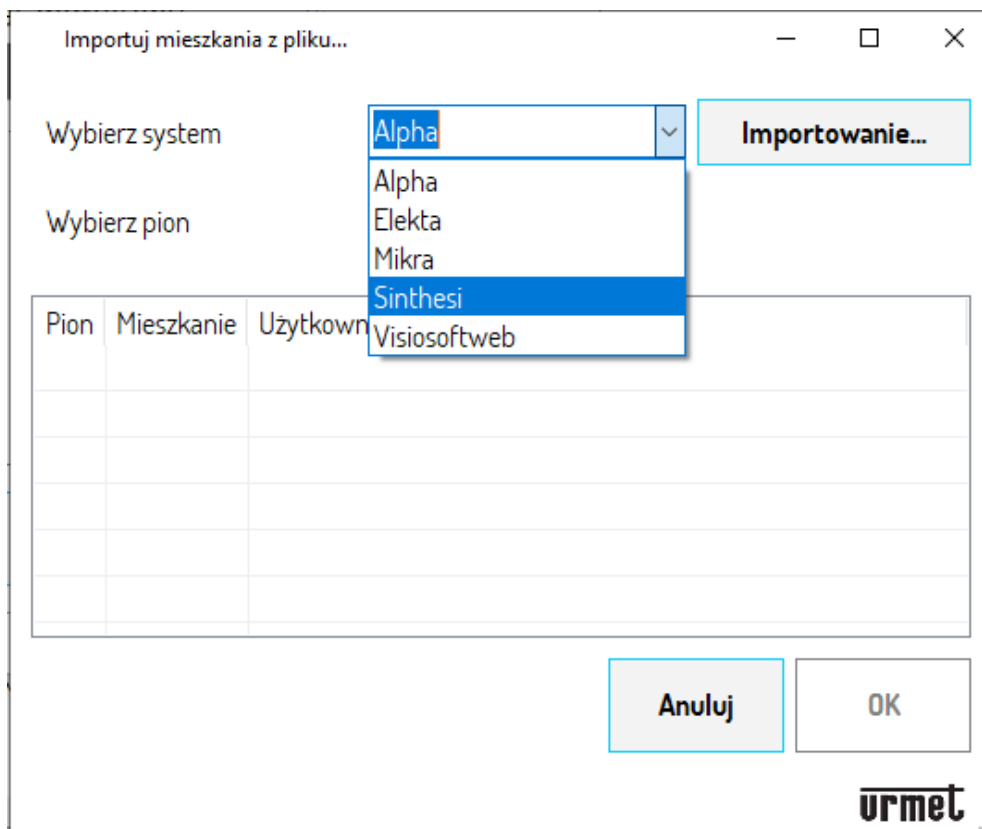 Importuj mieszkania z pliku...
Wybierz system
Alpha
Importowanie...
Alpha
Elekta
Mikra
Sinthesi
Visiosoftweb
Wybierz pion
Pion Mieszkanie Użytkown
Anuluj
OK
urmet